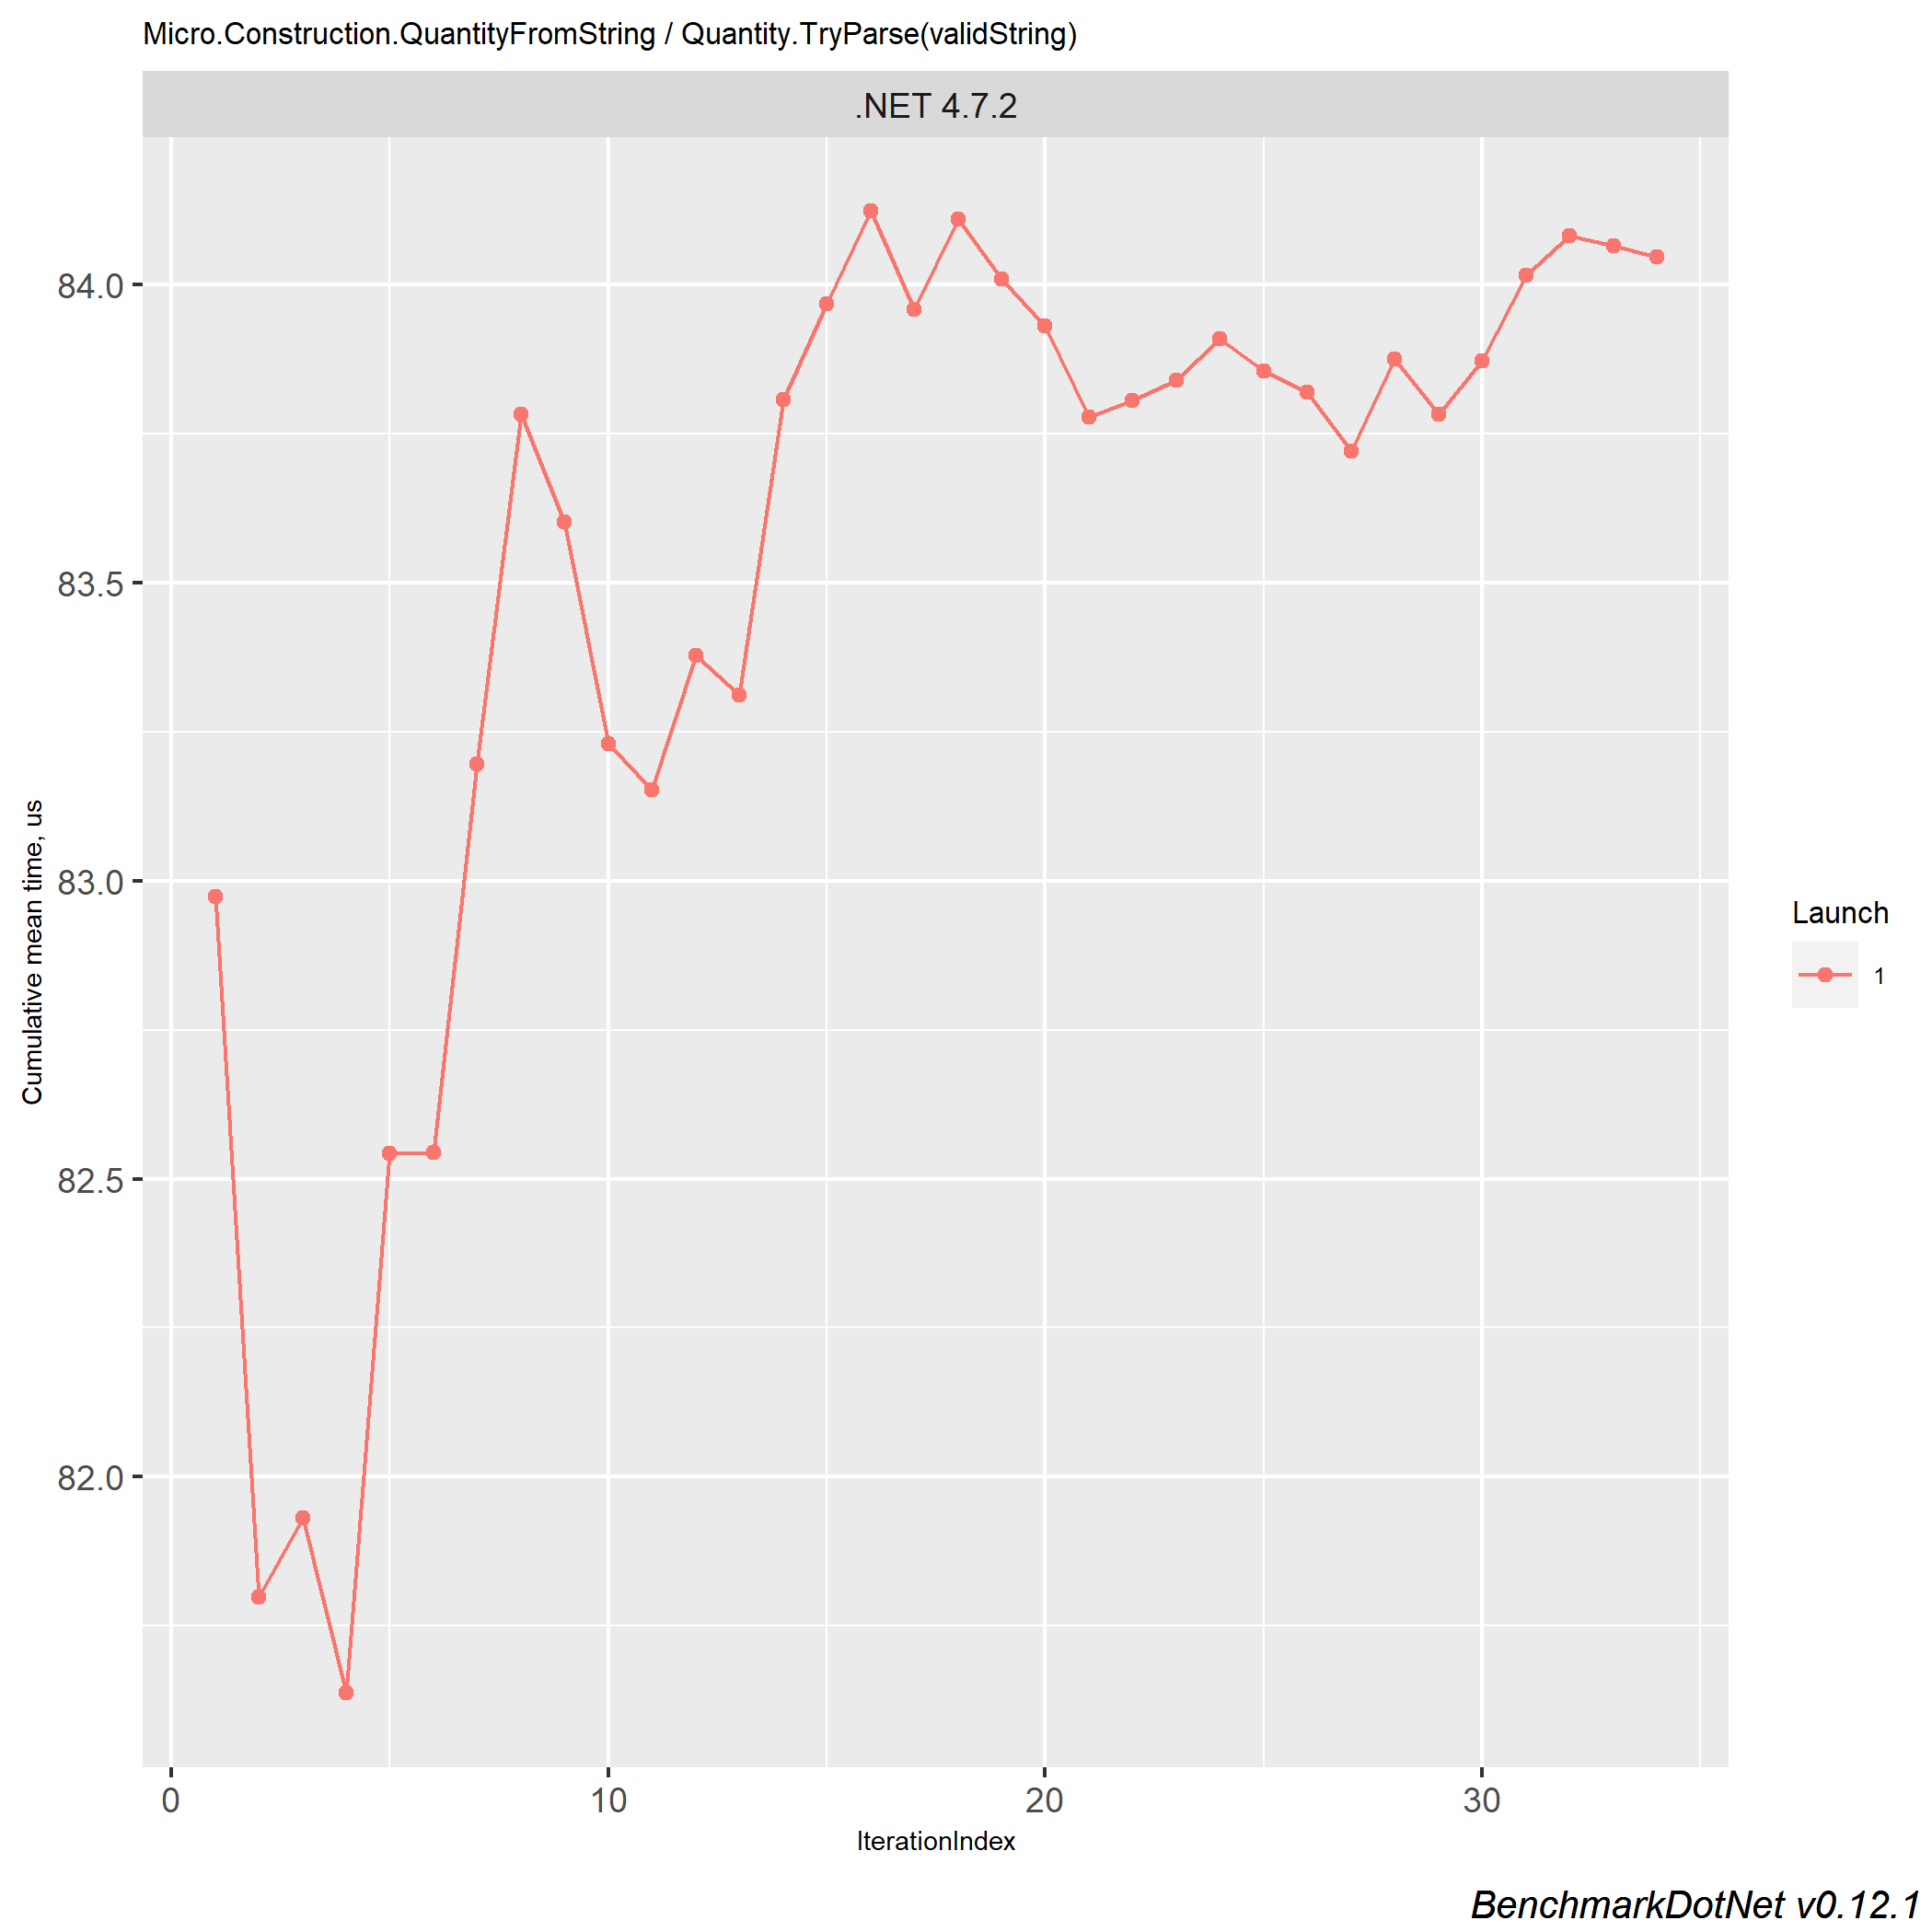 Micro.Construction.QuantityFromString / Quantity.TryParse(validString)
.NET 4.7.2
84.0
83.5
83.0
82.5
82.0
Cumulative mean time, us
0 10 20 30
IterationIndex
Launch
1
BenchmarkDotNet v0.12.1